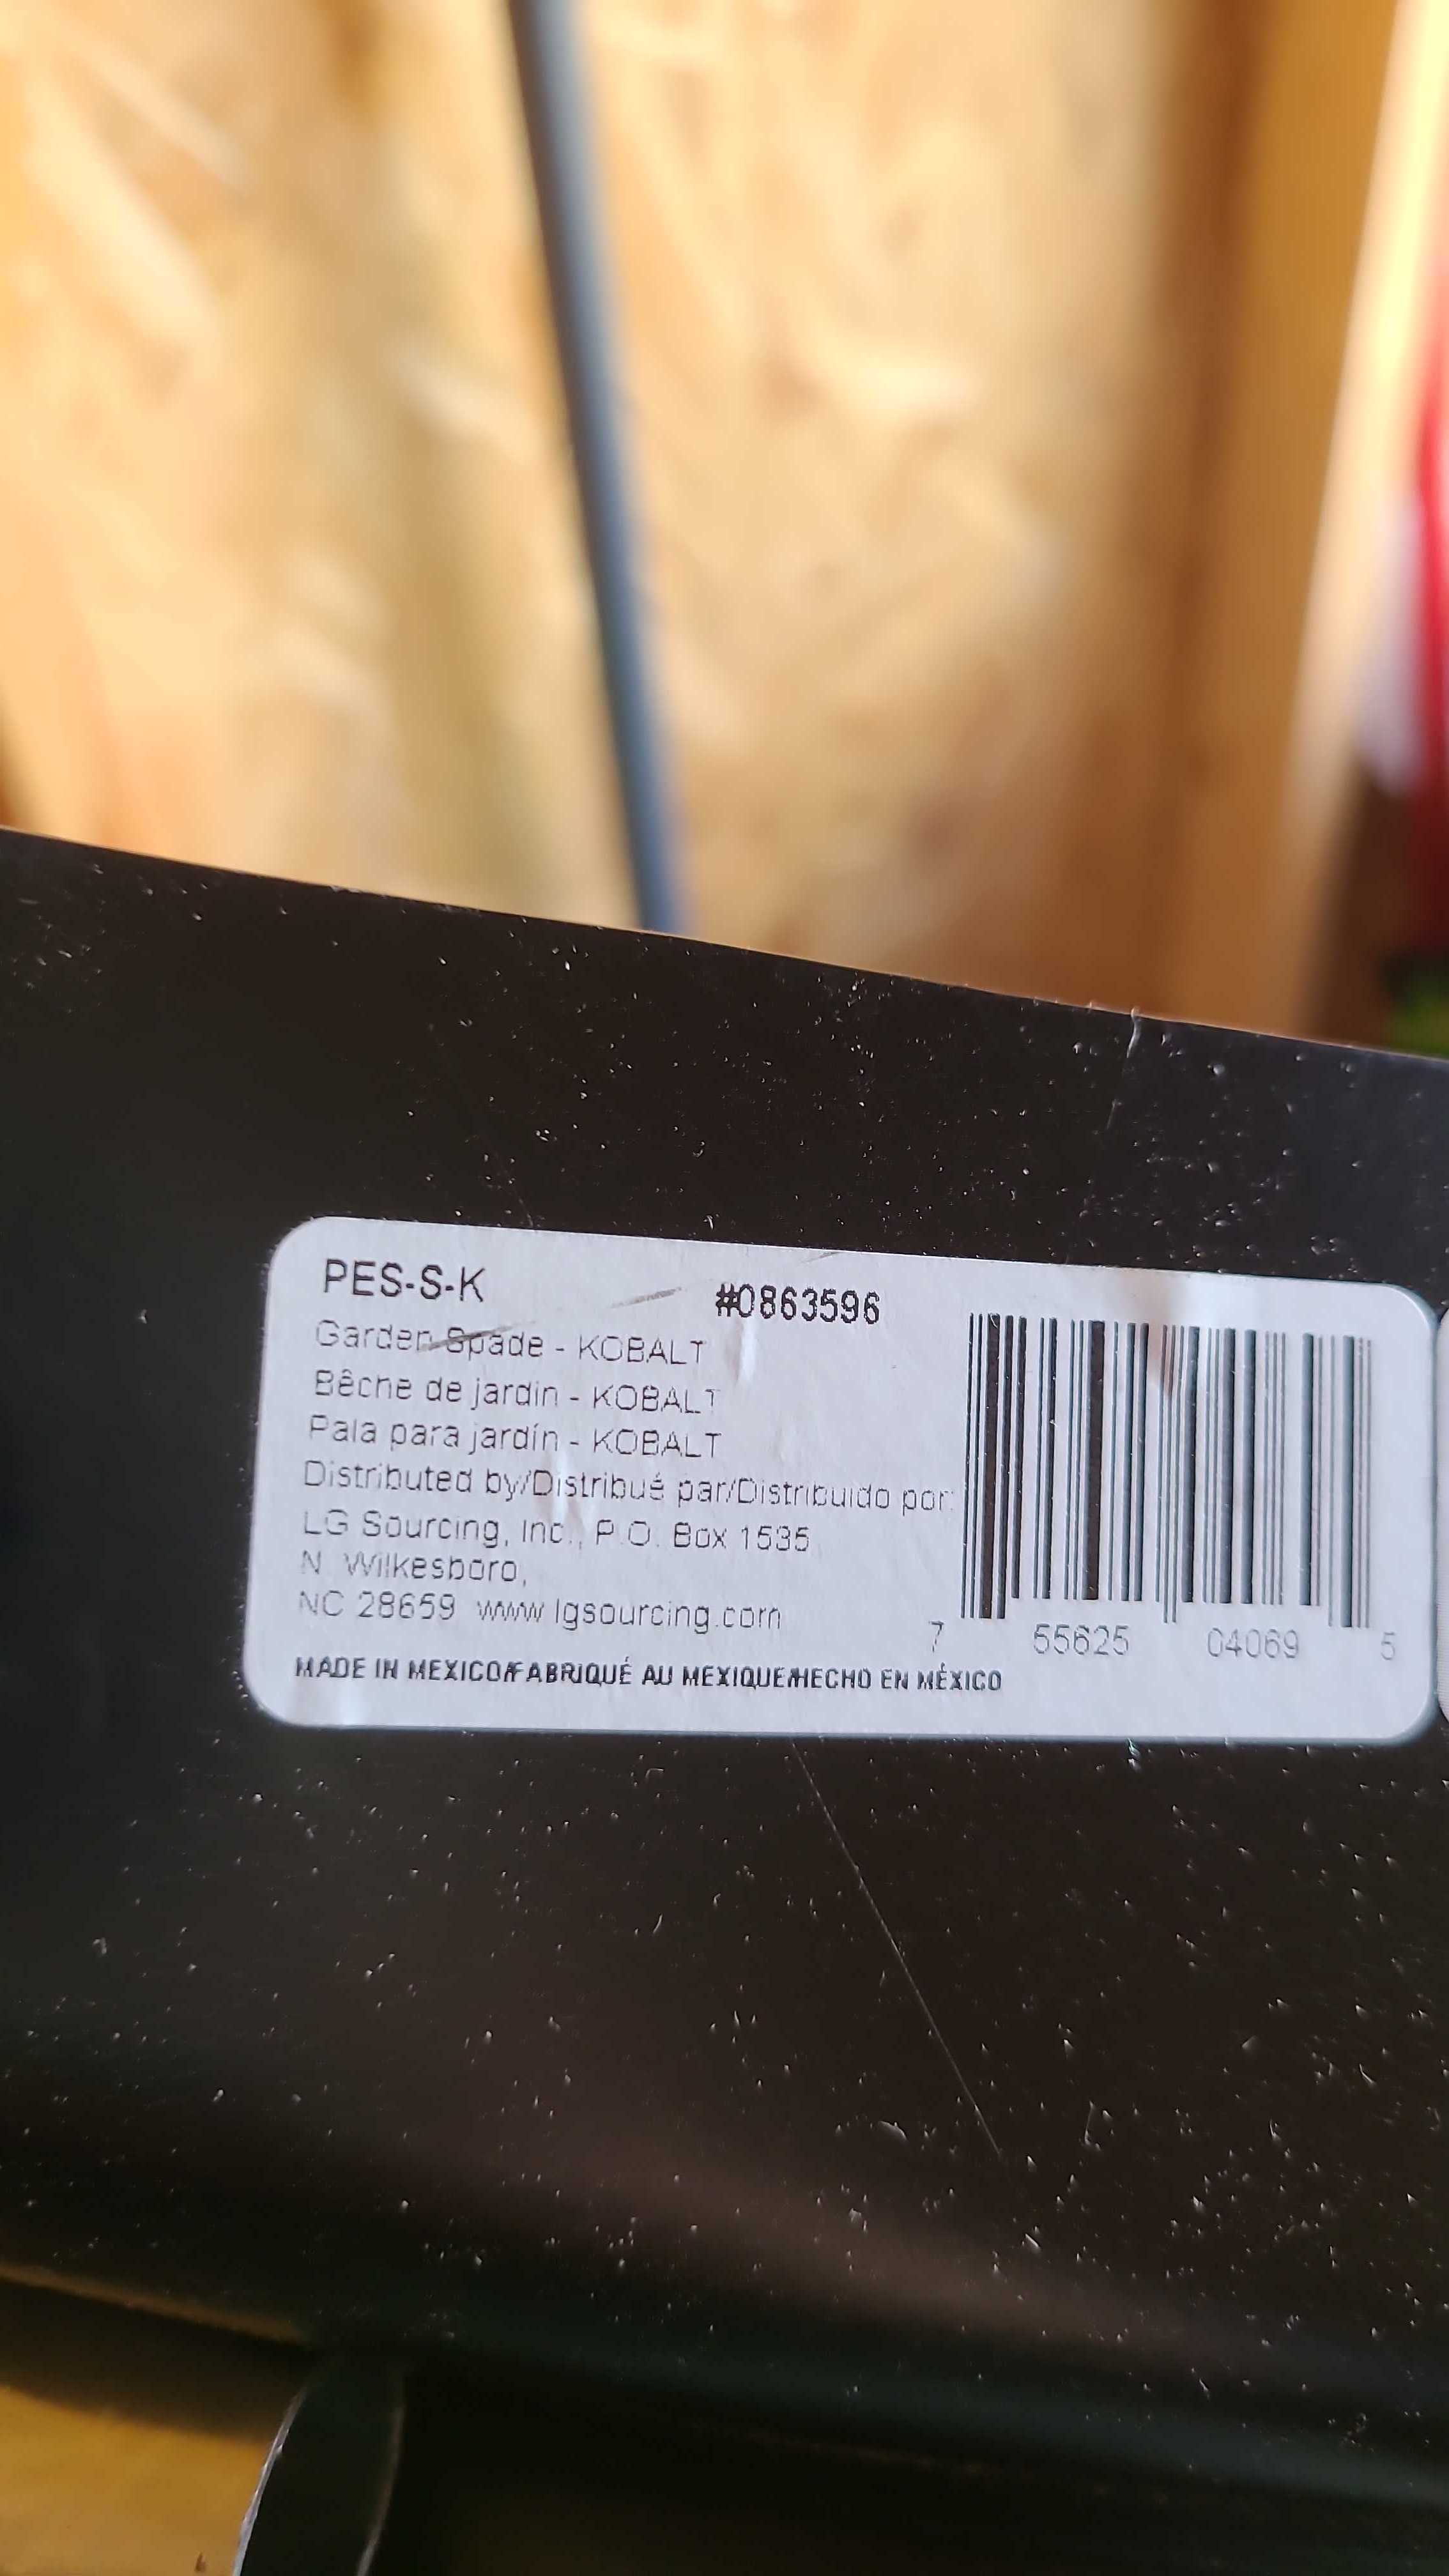 PES-S-K #0863596
Garden Spade - KOBALT
Bêche de jardin - KOBALT
Pala para jardín - KOBALT
Distributed by/Distribué par/Distribuido por:
LG Sourcing, Inc., P.O. Box 1535
N. Wilkesboro,
NC 28659 www.lgsourcing.com
MADE IN MEXICO/FABRIQUÉ AU MEXIQUE/HECHO EN MÉXICO
7 55625 04069 5